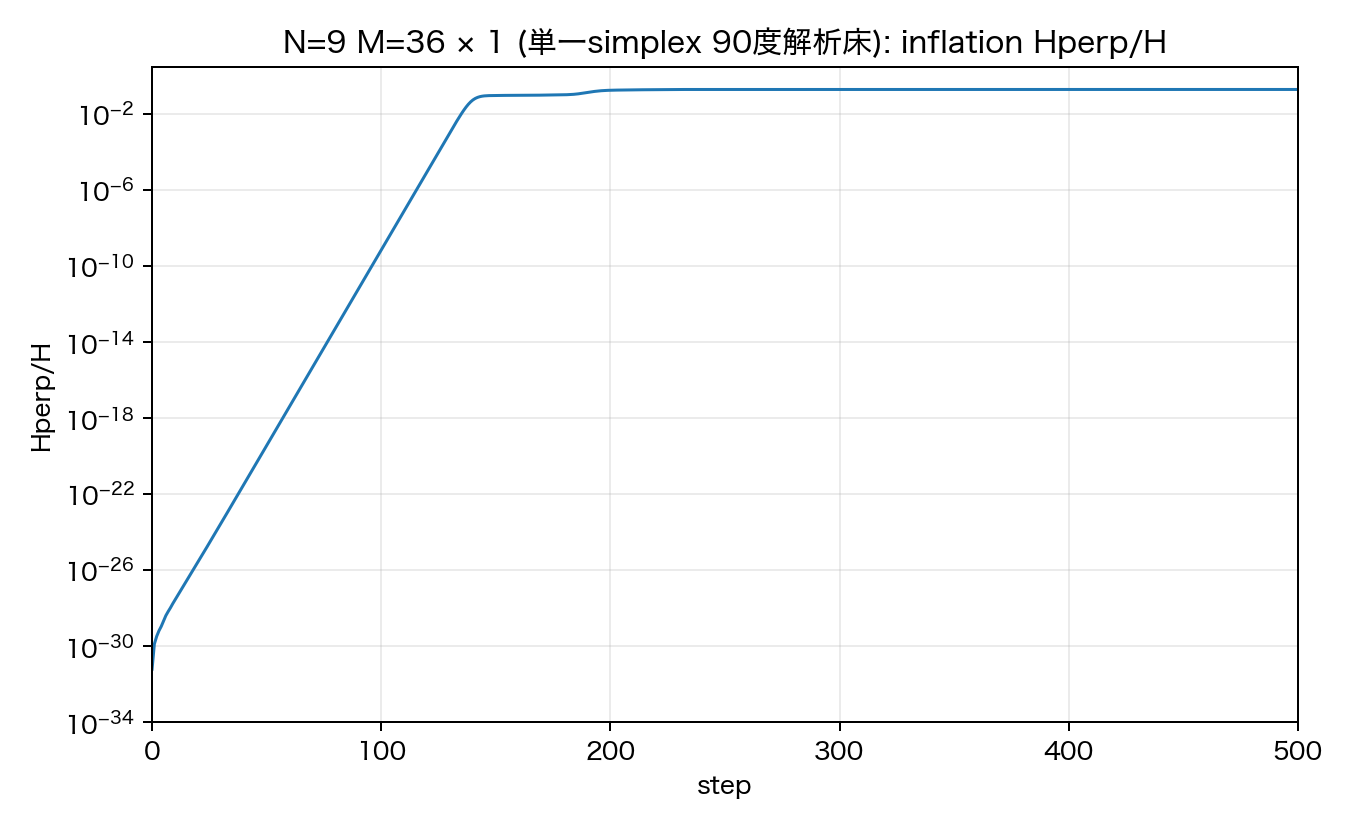 N=9 M=36 × 1 (単一simplex 90度解析床): inflation Hperp/H
Hperp/H
10⁻²
10⁻⁶
10⁻¹⁰
10⁻¹⁴
10⁻¹⁸
10⁻²²
10⁻²⁶
10⁻³⁰
10⁻³⁴
0 100 200 300 400 500
step